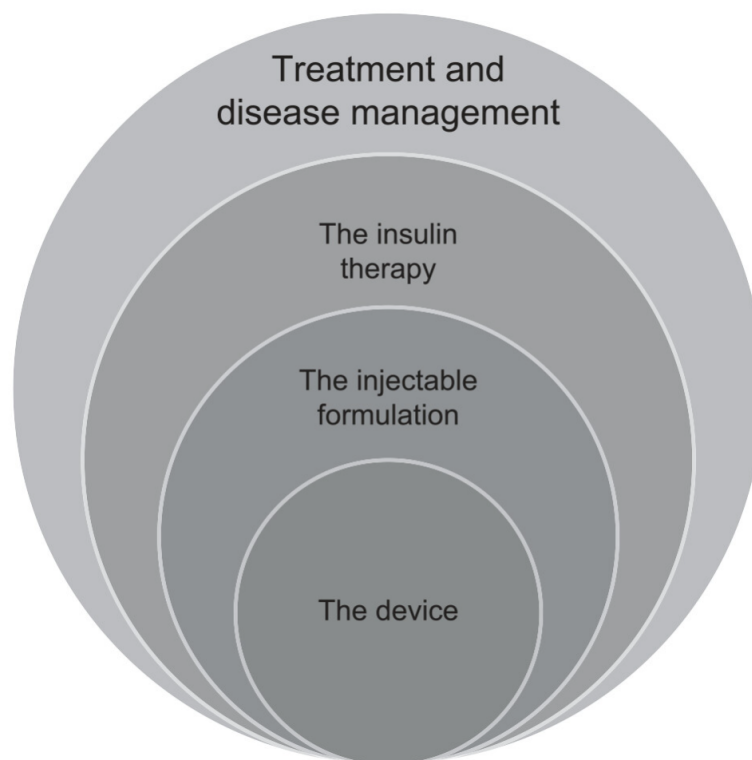 Treatment and
disease management
The insulin
therapy
The injectable
formulation
The device